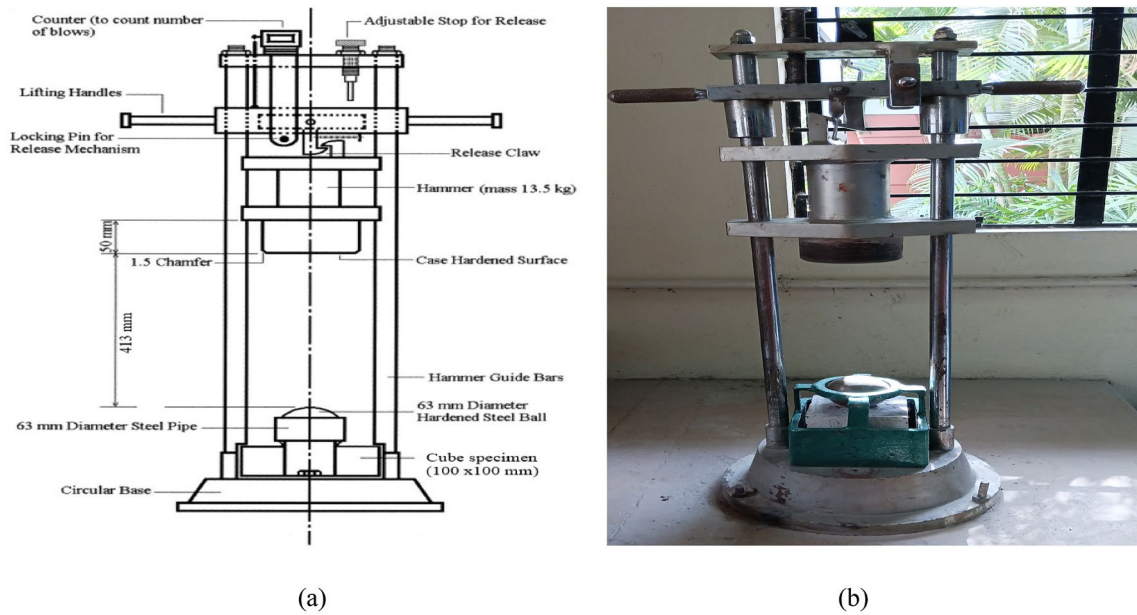 Counter (to count number
of blows)
Adjustable Stop for Release
Lifting Handles
Locking Pin for
Release Mechanism
Release Claw
Hammer (mass 13.5 kg)
50 mm
1.5 Chamfer
Case Hardened Surface
413 mm
Hammer Guide Bars
63 mm Diameter
Hardened Steel Ball
63 mm Diameter Steel Pipe
Cube specimen
(100 x100 mm)
Circular Base
(a)
(b)